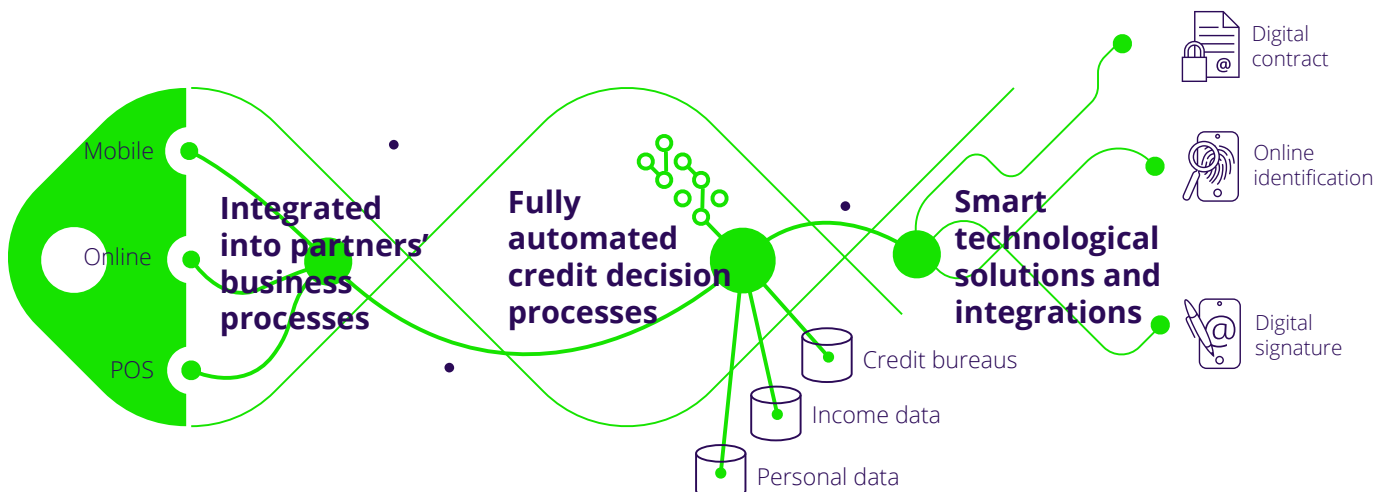 Mobile
Online
POS
Integrated
into partners’
business
processes
Fully
automated
credit decision
processes
Credit bureaus
Income data
Personal data
Smart
technological
solutions and
integrations
Digital
contract
@
Online
identification
Digital
signature
@